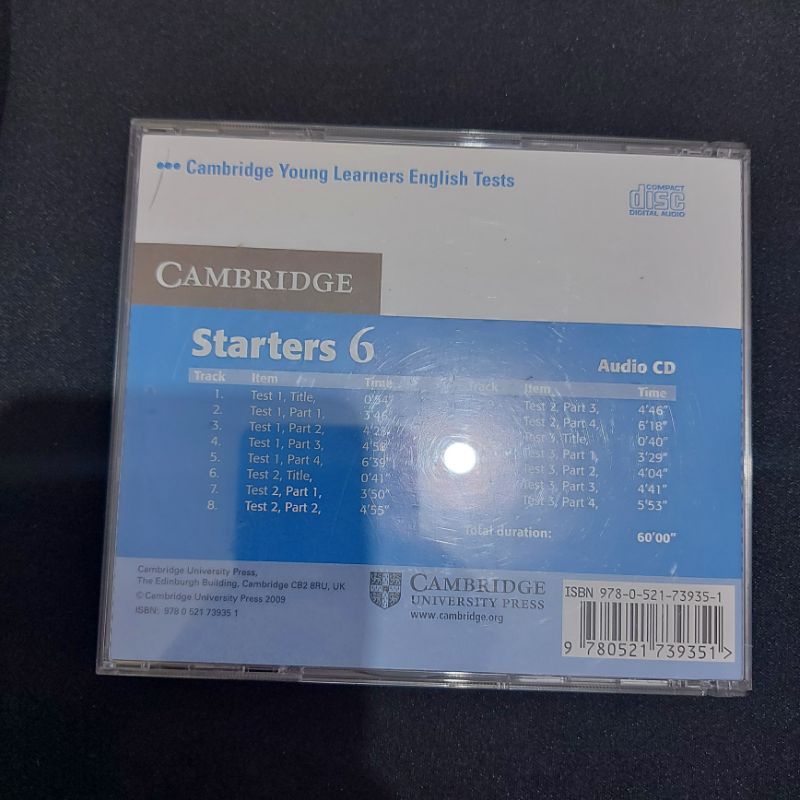 Cambridge Young Learners English Tests
COMPACT
disc
DIGITAL AUDIO
CAMBRIDGE
Starters 6
Audio CD
Track Item Time
1. Test 1, Title, 0'54"
2. Test 1, Part 1, 3'46"
3. Test 1, Part 2,
4. Test 1, Part 3,
5. Test 1, Part 4, 6'39"
6. Test 2, Title, 0'41"
7. Test 2, Part 1, 3'50"
8. Test 2, Part 2, 4'55"
Track Item Time
Test 2, Part 3, 4'46"
Test 2, Part 4, 6'18"
Test 3, Title, 0'40"
Test 3, Part 1, 3'29"
Test 3, Part 2, 4'04"
Test 3, Part 3, 4'41"
Test 3, Part 4, 5'53"
Total duration: 60'00"
Cambridge University Press,
The Edinburgh Building, Cambridge CB2 8RU, UK
© Cambridge University Press 2009
ISBN: 978 0 521 73935 1
CAMBRIDGE
UNIVERSITY PRESS
www.cambridge.org
ISBN 978-0-521-73935-1
9 780521 739351 >